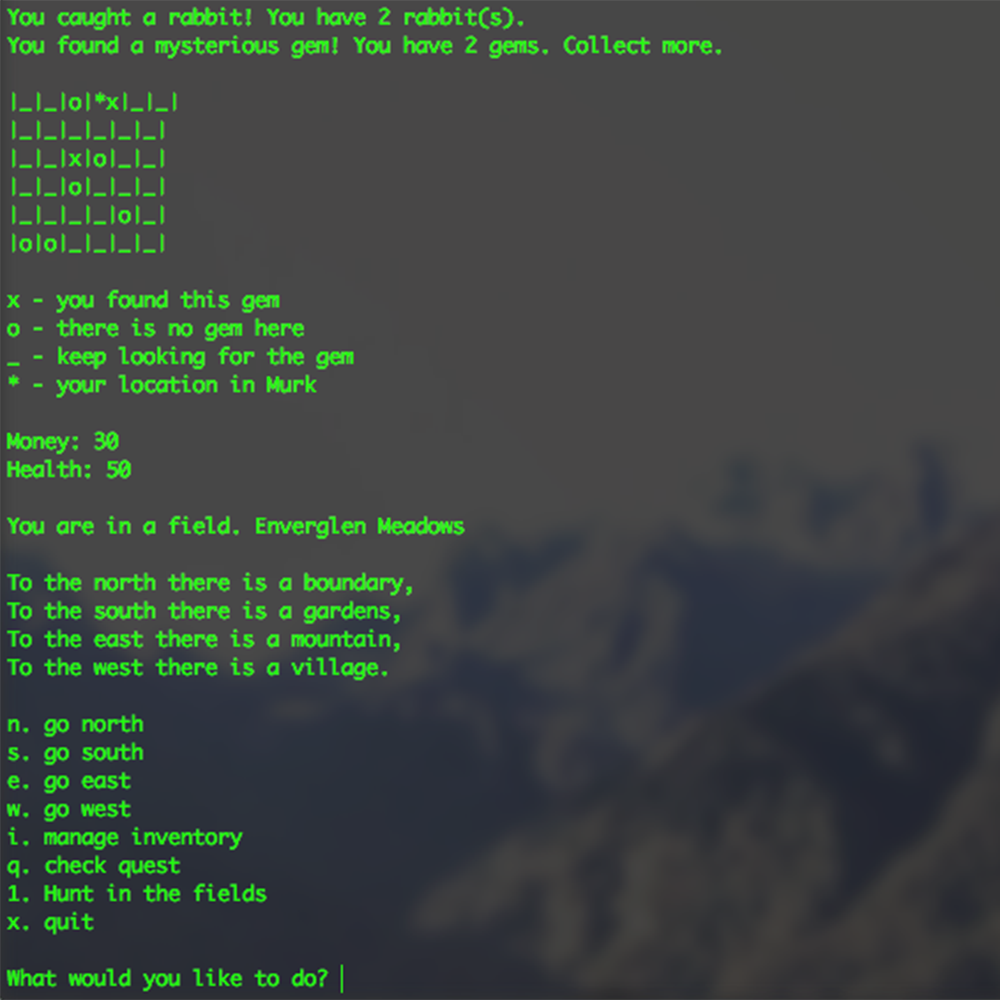 You caught a rabbit! You have 2 rabbit(s).
You found a mysterious gem! You have 2 gems. Collect more.
|_|_|o|*x|_|_|
|_|_|_|_|_|_|
|_|_|x|o|_|_|
|_|_|o|_|_|_|
|_|_|_|_|o|_|
|o|o|_|_|_|_|
x - you found this gem
o - there is no gem here
_ - keep looking for the gem
* - your location in Murk
Money: 30
Health: 50
You are in a field. Enverglen Meadows
To the north there is a boundary,
To the south there is a gardens,
To the east there is a mountain,
To the west there is a village.
n. go north
s. go south
e. go east
w. go west
i. manage inventory
q. check quest
1. Hunt in the fields
x. quit
What would you like to do?